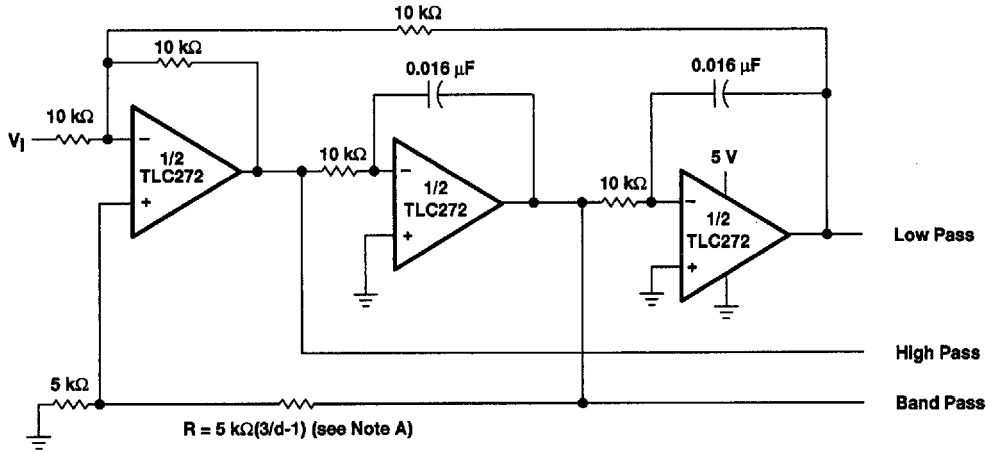 10 kΩ
10 kΩ
0.016 µF
0.016 µF
10 kΩ
VI
−
1/2
TLC272
+
10 kΩ
−
1/2
TLC272
+
10 kΩ
5 V
−
1/2
TLC272
+
Low Pass
High Pass
5 kΩ
Band Pass
R = 5 kΩ(3/d-1) (see Note A)